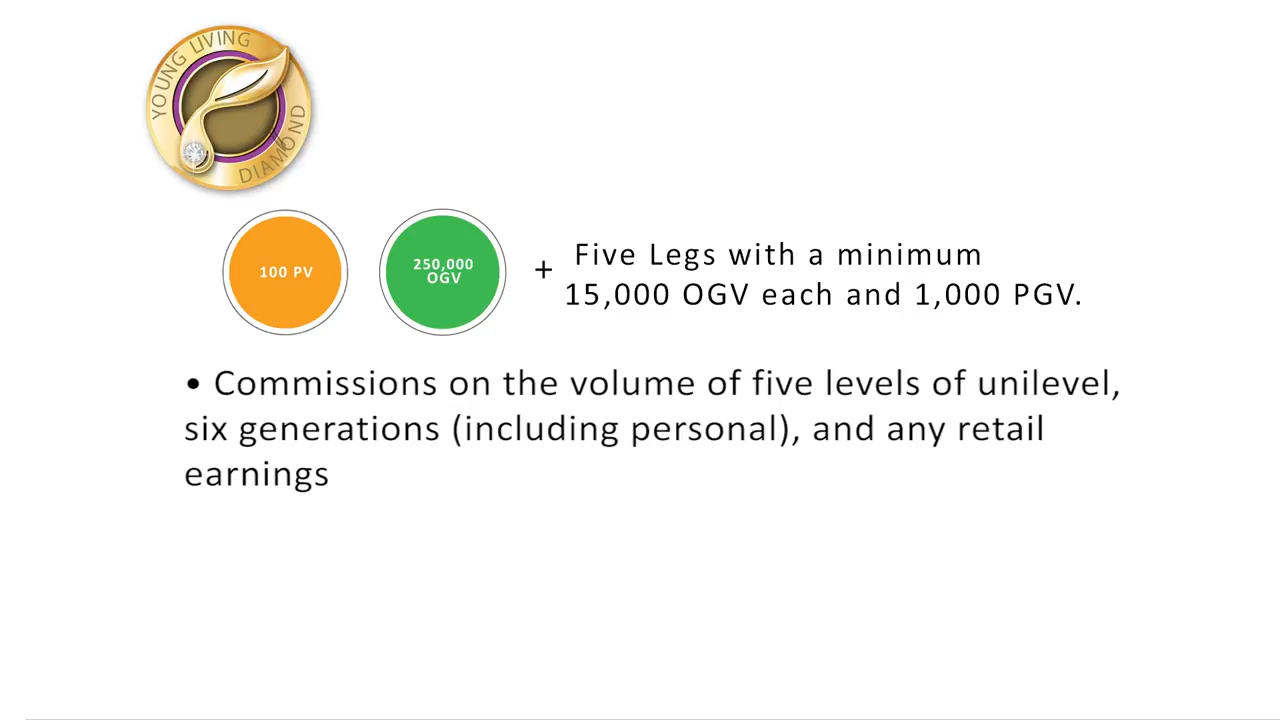 YOUNG LIVING
DIAMOND
100 PV
250,000
OGV
+
Five Legs with a minimum
15,000 OGV each and 1,000 PGV.
• Commissions on the volume of five levels of unilevel,
six generations (including personal), and any retail
earnings